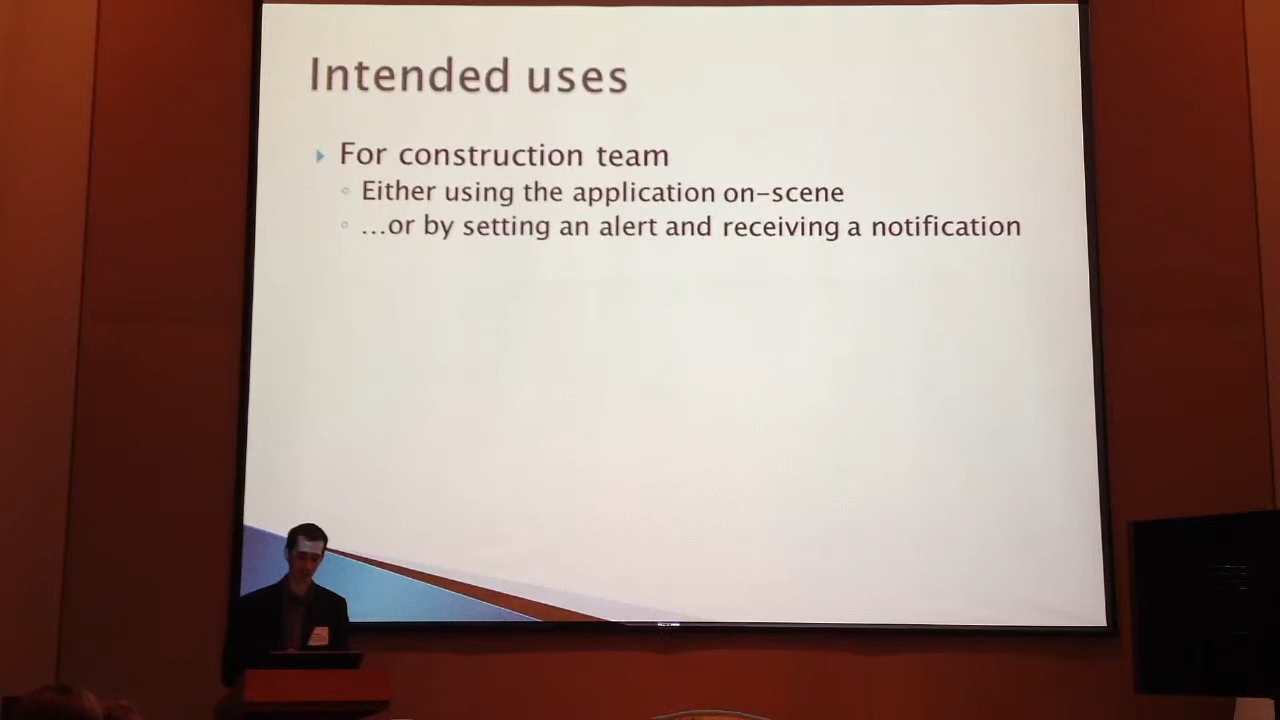 Intended uses
For construction team
Either using the application on-scene
...or by setting an alert and receiving a notification